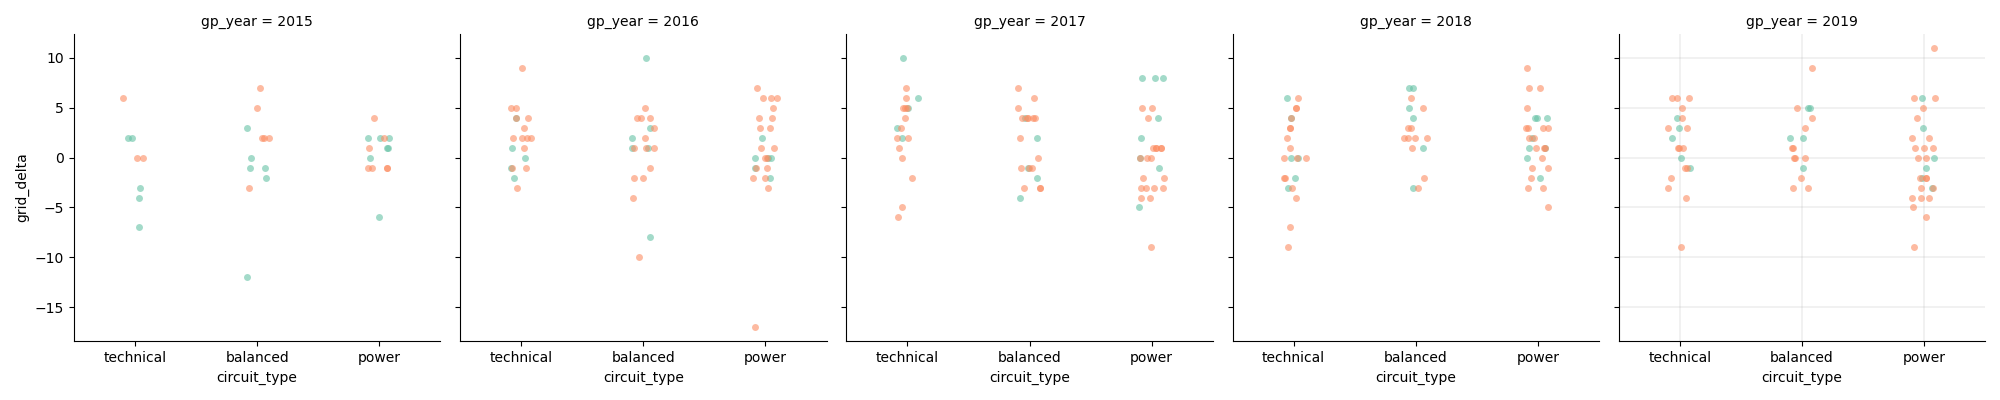 gp_year = 2015
gp_year = 2016
gp_year = 2017
gp_year = 2018
gp_year = 2019
grid_delta
10
5
0
−5
−10
−15
technical balanced power
technical balanced power
technical balanced power
technical balanced power
technical balanced power
circuit_type
circuit_type
circuit_type
circuit_type
circuit_type